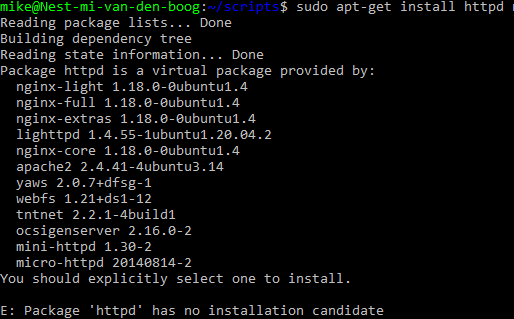 mike@Nest-mi-van-den-boog:~/scripts$ sudo apt-get install httpd
Reading package lists... Done
Building dependency tree
Reading state information... Done
Package httpd is a virtual package provided by:
  nginx-light 1.18.0-0ubuntu1.4
  nginx-full 1.18.0-0ubuntu1.4
  nginx-extras 1.18.0-0ubuntu1.4
  lighttpd 1.4.55-1ubuntu1.20.04.2
  nginx-core 1.18.0-0ubuntu1.4
  apache2 2.4.41-4ubuntu3.14
  yaws 2.0.7+dfsg-1
  webfs 1.21+ds1-12
  tntnet 2.2.1-4build1
  ocsigenserver 2.16.0-2
  mini-httpd 1.30-2
  micro-httpd 20140814-2
You should explicitly select one to install.
E: Package 'httpd' has no installation candidate